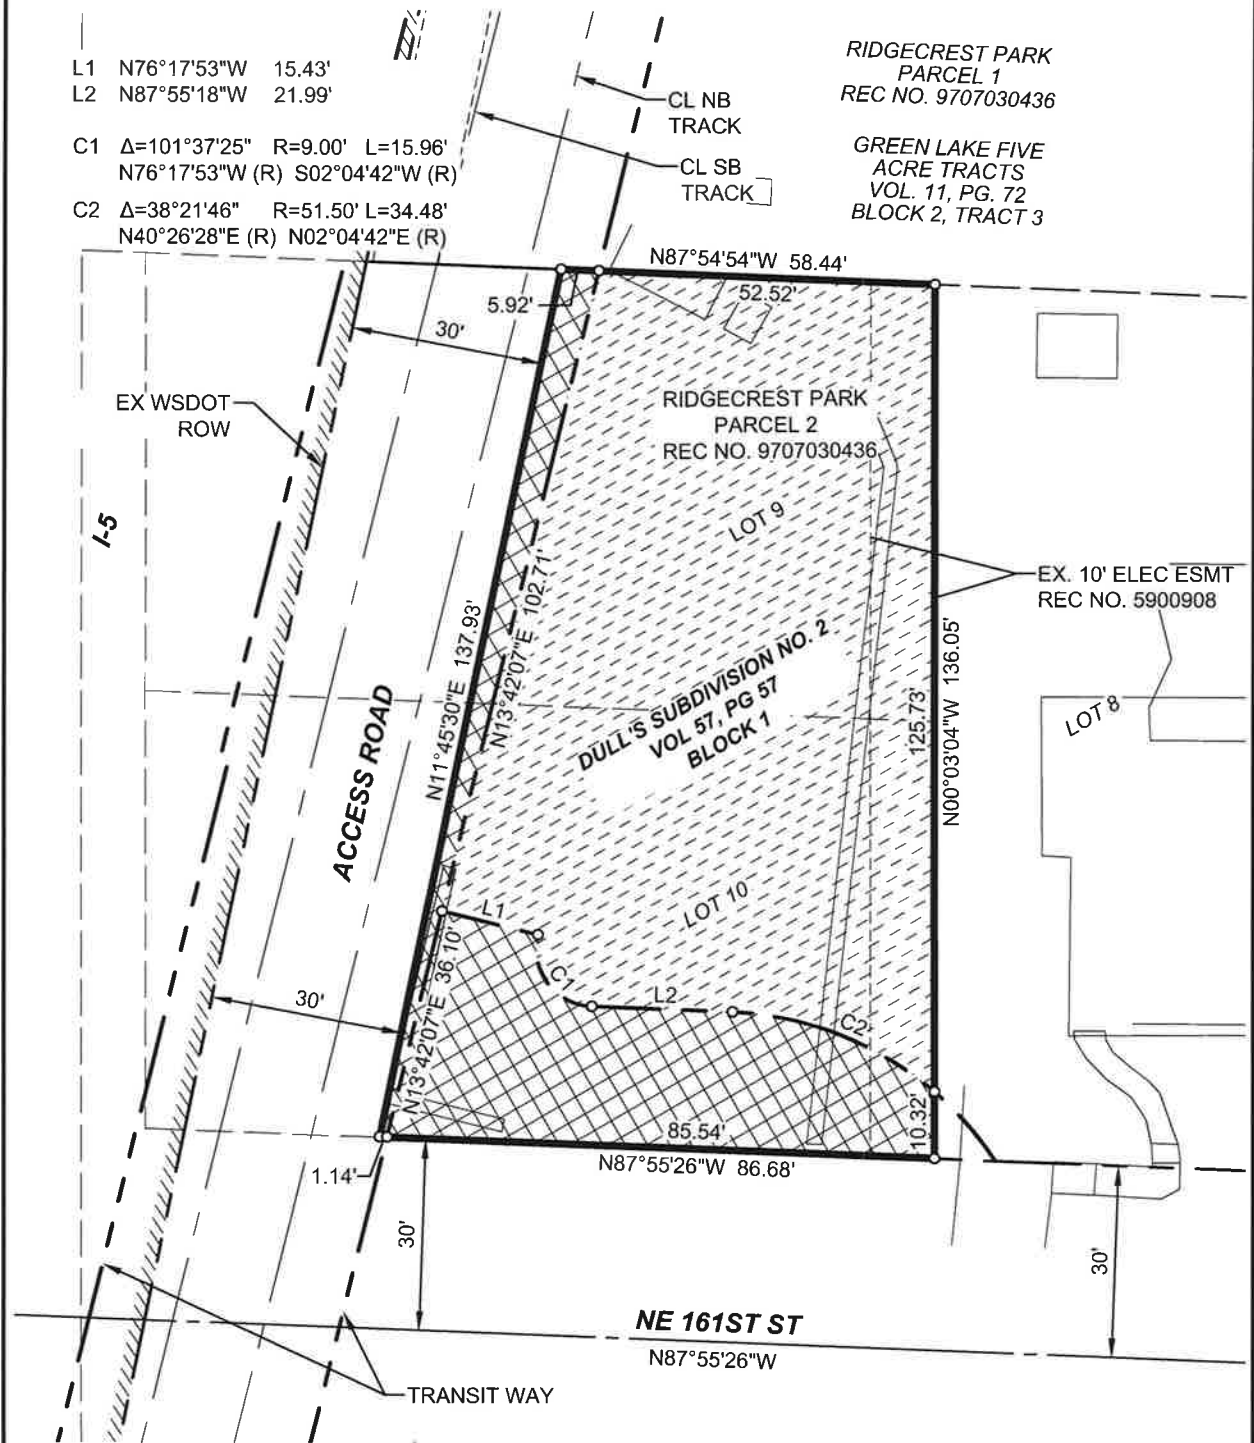 L1 N76°17'53"W 15.43'
L2 N87°55'18"W 21.99'
C1 Δ=101°37'25" R=9.00' L=15.96'
N76°17'53"W (R) S02°04'42"W (R)
C2 Δ=38°21'46" R=51.50' L=34.48'
N40°26'28"E (R) N02°04'42"E (R)
RIDGECREST PARK
PARCEL 1
REC NO. 9707030436
GREEN LAKE FIVE
ACRE TRACTS
VOL. 11, PG. 72
BLOCK 2, TRACT 3
CL NB
TRACK
CL SB
TRACK
N87°54'54"W 58.44'
52.52'
5.92'
30'
EX WSDOT
ROW
RIDGECREST PARK
PARCEL 2
REC NO. 9707030436
I-5
LOT 9
EX. 10' ELEC ESMT
REC NO. 5900908
N11°45'30"E 137.93'
N13°42'07"E 102.71'
DULL'S SUBDIVISION NO. 2
VOL 57, PG 57
BLOCK 1
125.73'
N00°03'04"W 136.05'
LOT 8
ACCESS ROAD
LOT 10
L1
C1
L2
C2
30'
N13°42'07"E 36.10'
10.32'
85.54'
N87°55'26"W 86.68'
1.14'
30'
30'
NE 161ST ST
N87°55'26"W
TRANSIT WAY